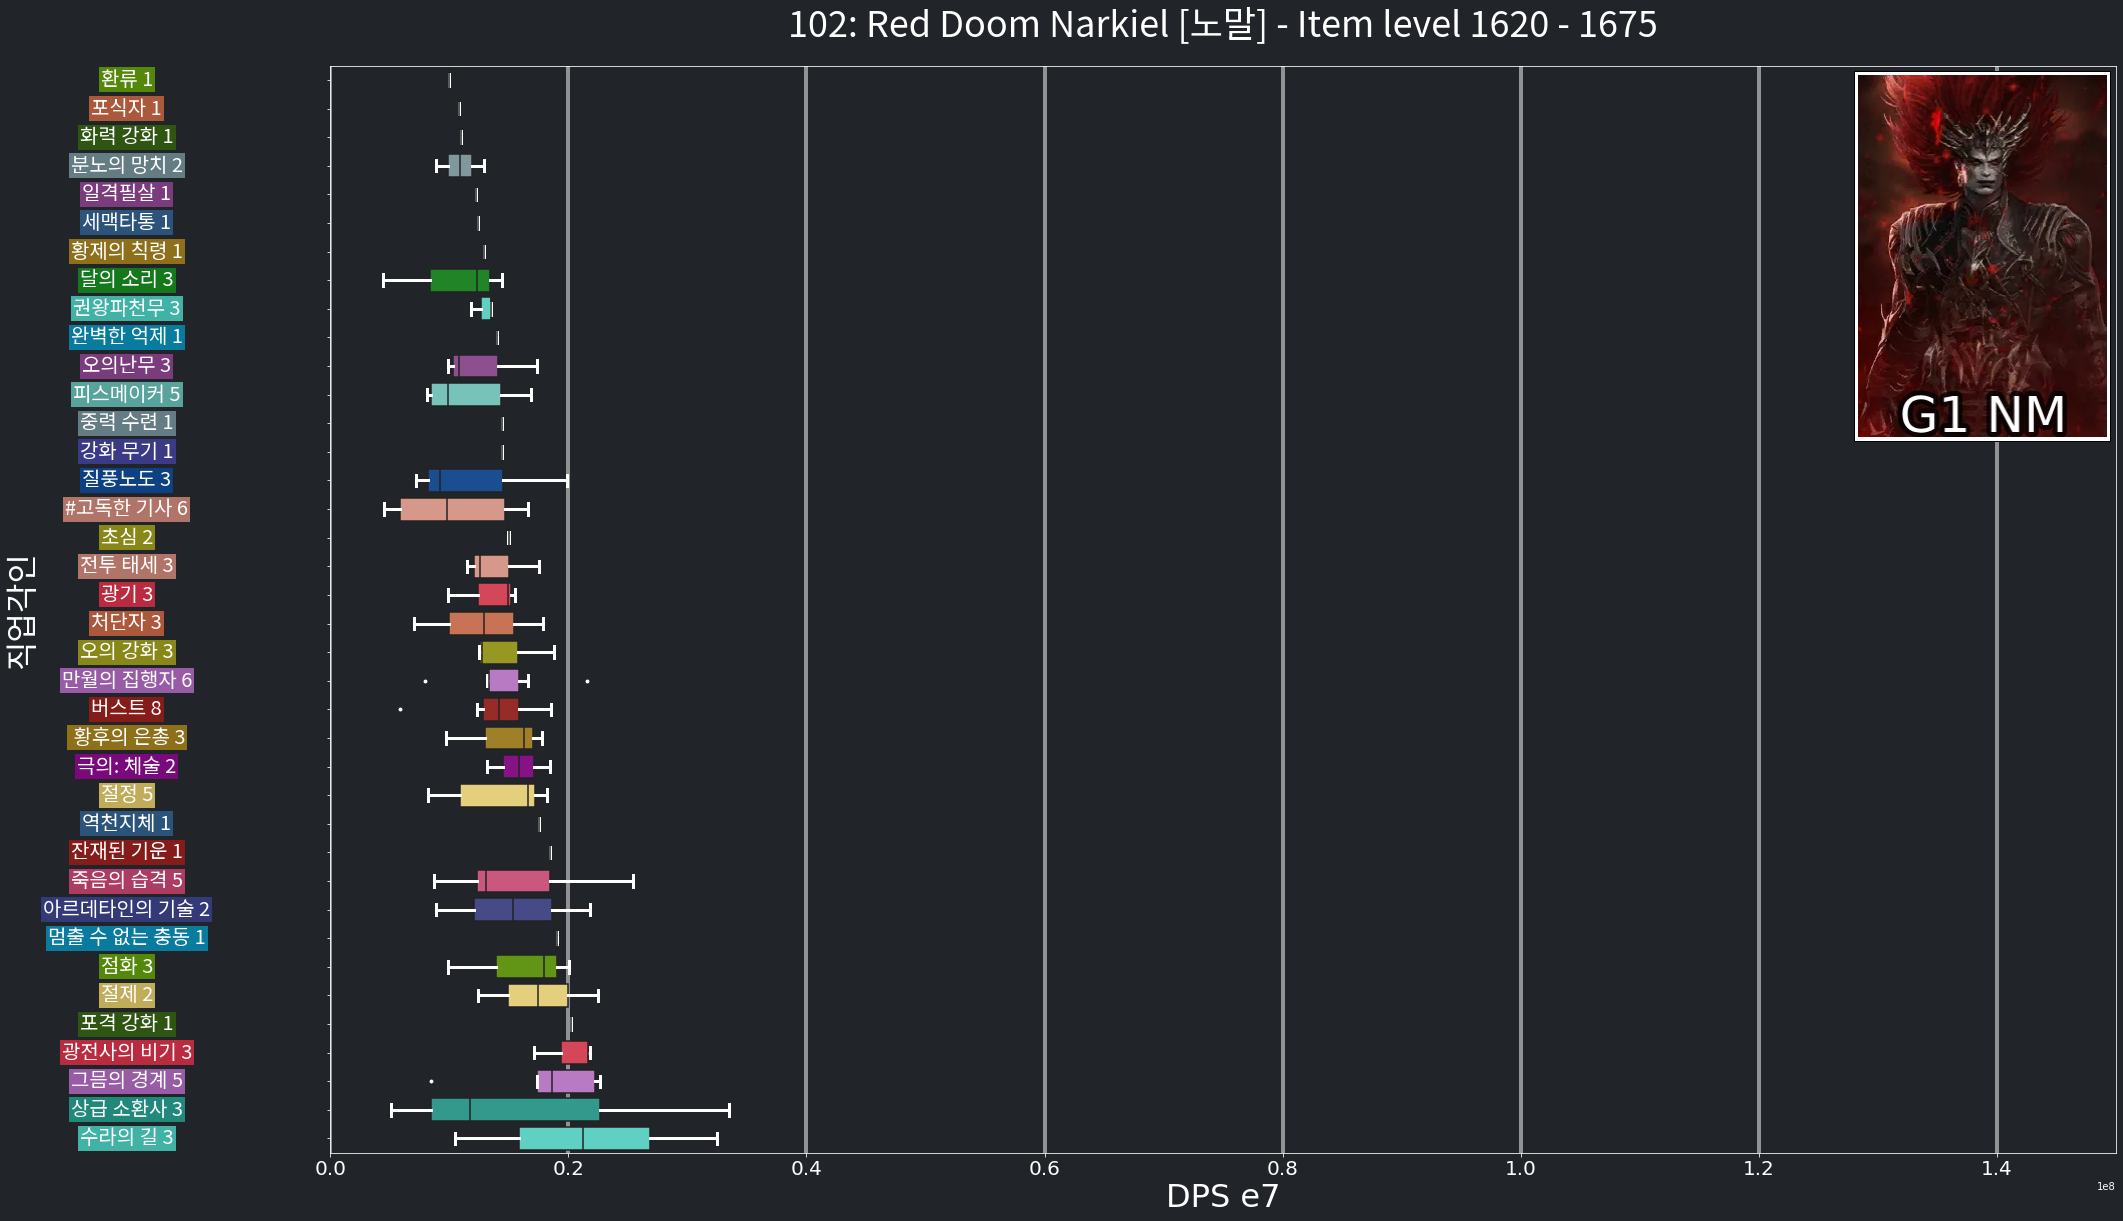 102: Red Doom Narkiel [노말] - Item level 1620 - 1675
환류 1
포식자 1
화력 강화 1
분노의 망치 2
일격필살 1
세맥타통 1
황제의 칙령 1
달의 소리 3
권왕파천무 3
완벽한 억제 1
오의난무 3
피스메이커 5
중력 수련 1
강화 무기 1
질풍노도 3
#고독한 기사 6
초심 2
전투 태세 3
광기 3
처단자 3
오의 강화 3
만월의 집행자 6
버스트 8
황후의 은총 3
극의: 체술 2
절정 5
역천지체 1
잔재된 기운 1
죽음의 습격 5
아르데타인의 기술 2
멈출 수 없는 충동 1
점화 3
절제 2
포격 강화 1
광전사의 비기 3
그믐의 경계 5
상급 소환사 3
수라의 길 3
직업각인
G1 NM
0.0 0.2 0.4 0.6 0.8 1.0 1.2 1.4
DPS e7
1e8